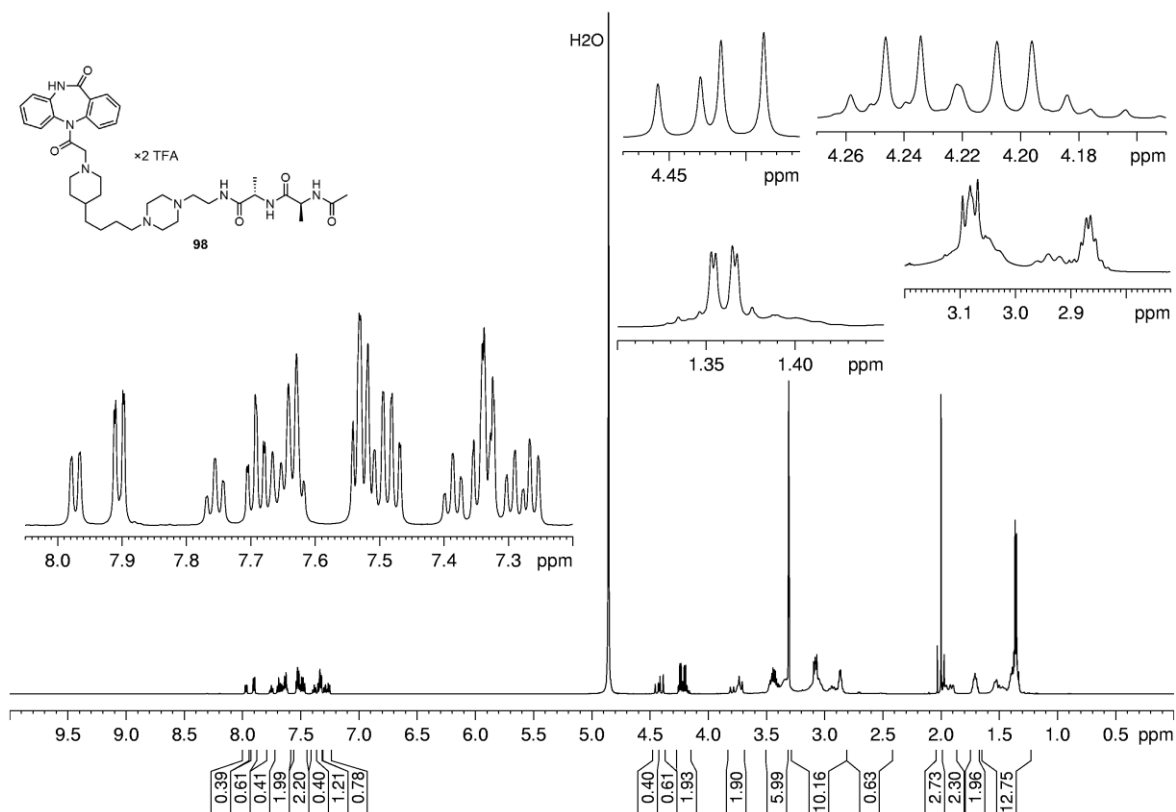 H2O
O
NH
N
O
×2 TFA
N
N
N
H
N
O
N
H
O
H
N
O
98
4.45
ppm
4.26
4.24
4.22
4.20
4.18
ppm
1.35
1.40
ppm
3.1
3.0
2.9
ppm
8.0
7.9
7.8
7.7
7.6
7.5
7.4
7.3
ppm
9.5
9.0
8.5
8.0
7.5
7.0
6.5
6.0
5.5
5.0
4.5
4.0
3.5
3.0
2.5
2.0
1.5
1.0
0.5
ppm
0.39
0.61
0.41
1.99
2.20
0.40
1.21
0.78
0.40
0.61
1.93
1.90
5.99
10.16
0.63
2.73
2.30
1.96
12.75